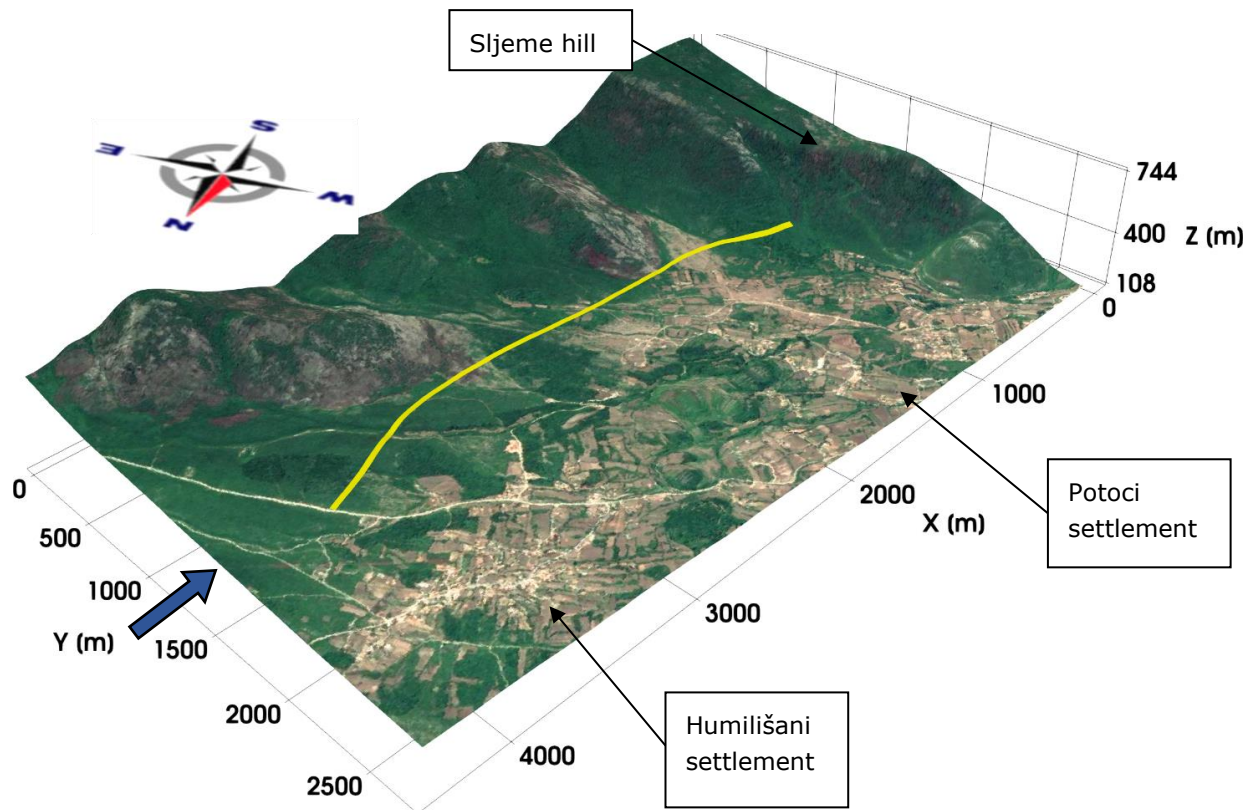 Sljeme hill
S
E
W
N
744
400
Z (m)
108
0
1000
2000
X (m)
3000
4000
0
500
1000
1500
2000
2500
Y (m)
Potoci
settlement
Humilišani
settlement